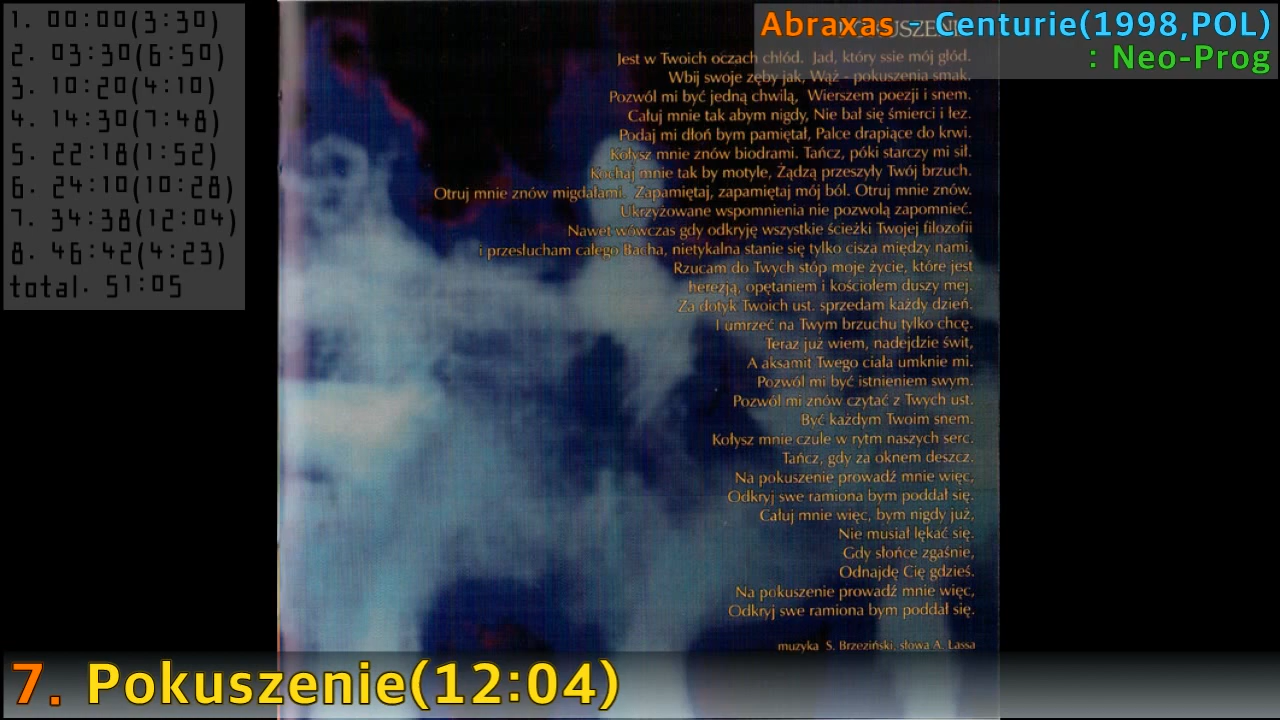 1. 00:00(3:30)
2. 03:30(6:50)
3. 10:20(4:10)
4. 14:30(7:48)
5. 22:18(1:52)
6. 24:10(10:28)
7. 34:38(12:04)
8. 46:42(4:23)
total. 51:05
Abraxas - Centurie(1998,POL)
: Neo-Prog
Jest w Twoich oczach chłód. Jad, który ssie mój głód.
Wbij swoje zęby jak, Wąż - pokuszenia smak.
Pozwól mi być jedną chwilą, Wierszem poezji i snem.
Całuj mnie tak abym nigdy, Nie bał się śmierci i łez.
Podaj mi dłoń bym pamiętał, Palce drapiące do krwi.
Kołysz mnie znów biodrami. Tańcz, póki starczy mi sił.
Kochaj mnie tak by motyle, Żądzą przeszyły Twój brzuch.
Otruj mnie znów migdałami. Zapamiętaj, zapamiętaj mój ból. Otruj mnie znów.
Ukrzyżowane wspomnienia nie pozwolą zapomnieć.
Nawet wówczas gdy odkryję wszystkie ścieżki Twojej filozofii
i przesłucham całego Bacha, nietykalna stanie się tylko cisza między nami.
Rzucam do Twych stóp moje życie, które jest
herezją, opętaniem i kościołem duszy mej.
Za dotyk Twoich ust. sprzedam każdy dzień.
I umrzeć na Twym brzuchu tylko chcę.
Teraz już wiem, nadejdzie świt,
A aksamit Twego ciała umknie mi.
Pozwól mi być istnieniem swym.
Pozwól mi znów czytać z Twych ust.
Być każdym Twoim snem.
Kołysz mnie czule w rytm naszych serc.
Tańcz, gdy za oknem deszcz.
Na pokuszenie prowadź mnie więc,
Odkryj swe ramiona bym poddał się.
Całuj mnie więc, bym nigdy już,
Nie musiał lękać się.
Gdy słońce zgaśnie,
Odnajdę Cię gdzieś.
Na pokuszenie prowadź mnie więc,
Odkryj swe ramiona bym poddał się.
muzyka S. Brzeziński, słowa A. Lassa
7. Pokuszenie(12:04)